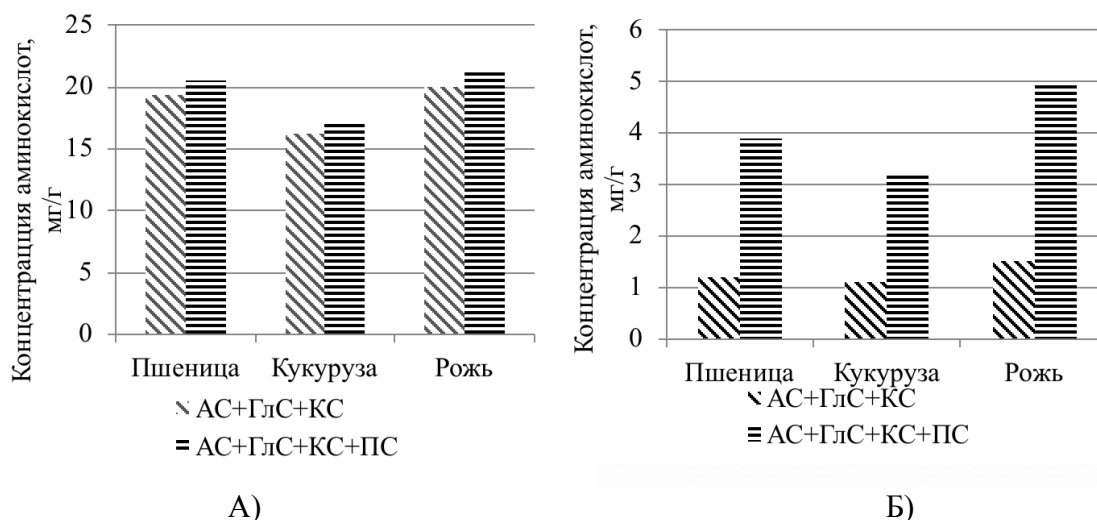 Концентрацция аминокислот,
мг/г
25
20
15
10
5
0
Пшеница Кукуруза Рожь
АС+ГлС+КС
АС+ГлС+КС+ПС
А)
Концентрация аминокислот,
мг/г
6
5
4
3
2
1
0
Пшеница Кукуруза Рожь
АС+ГлС+КС
АС+ГлС+КС+ПС
Б)